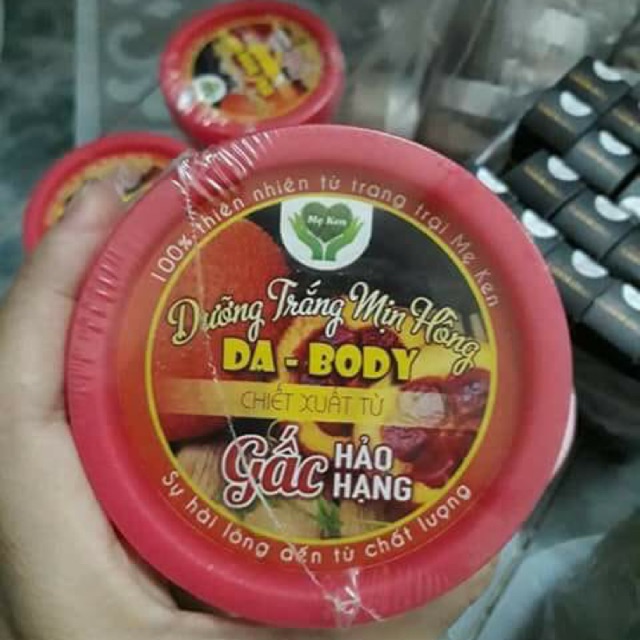 100% thiên nhiên từ trang trại Mẹ Ken
Mẹ Ken
Dưỡng Trắng Mịn Hồng
DA - BODY
CHIẾT XUẤT TỪ
Gấc HẢO HẠNG
Sự hài lòng đến từ chất lượng